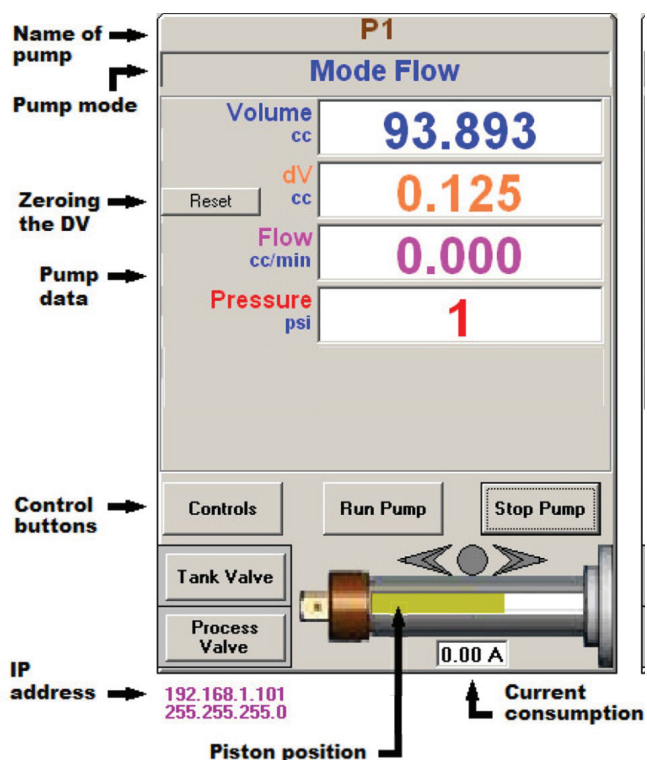 Name of
pump
P1
Pump mode
Mode Flow
Volume
cc
93.893
Zeroing
the DV
Reset
dV
cc
0.125
Pump
data
Flow
cc/min
0.000
Pressure
psi
1
Control
buttons
Controls
Run Pump
Stop Pump
Tank Valve
Process
Valve
0.00 A
IP
address
192.168.1.101
255.255.255.0
Current
consumption
Piston position